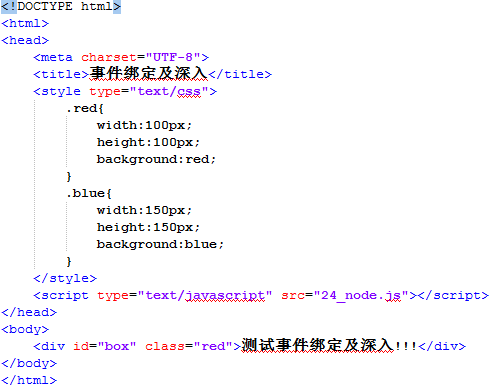 <!DOCTYPE html>
<html>
<head>
    <meta charset="UTF-8">
    <title>事件绑定及深入</title>
    <style type="text/css">
        .red{
            width:100px;
            height:100px;
            background:red;
        }
        .blue{
            width:150px;
            height:150px;
            background:blue;
        }
    </style>
    <script type="text/javascript" src="24_node.js"></script>
</head>
<body>
    <div id="box" class="red">测试事件绑定及深入!!!</div>
</body>
</html>